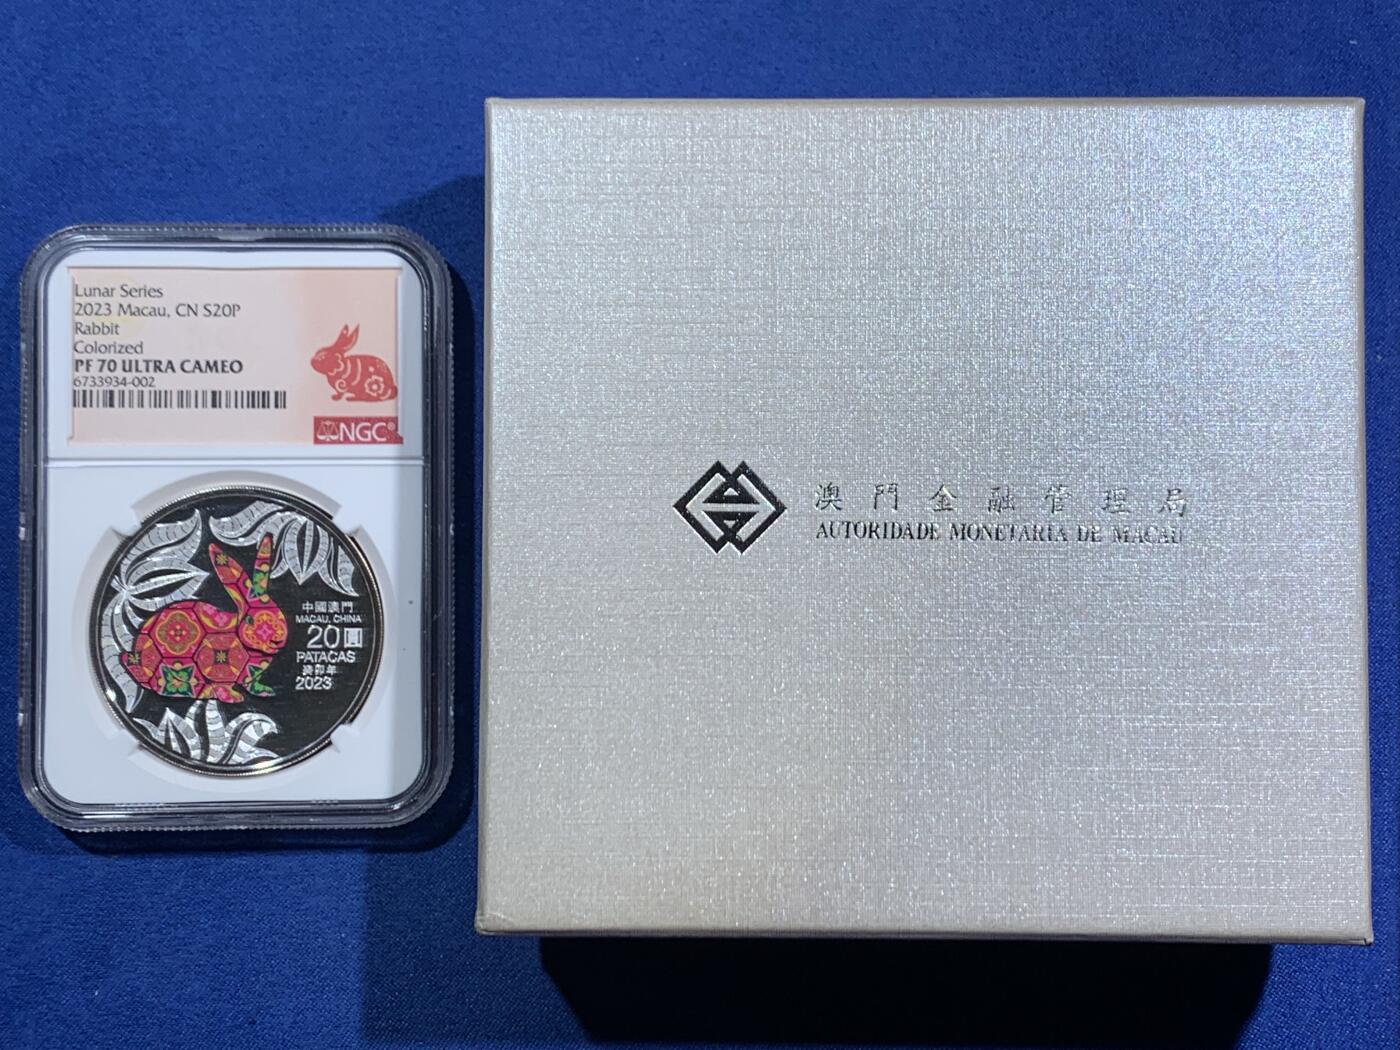 Lunar Series
2023 Macau, CN S20P
Rabbit
Colorized
PF 70 ULTRA CAMEO
6733934-002
NGC®
中國澳門
MACAU, CHINA
20圓
PATACAS
癸卯年
2023
澳門金融管理局
AUTORIDADE MONETÁRIA DE MACAU